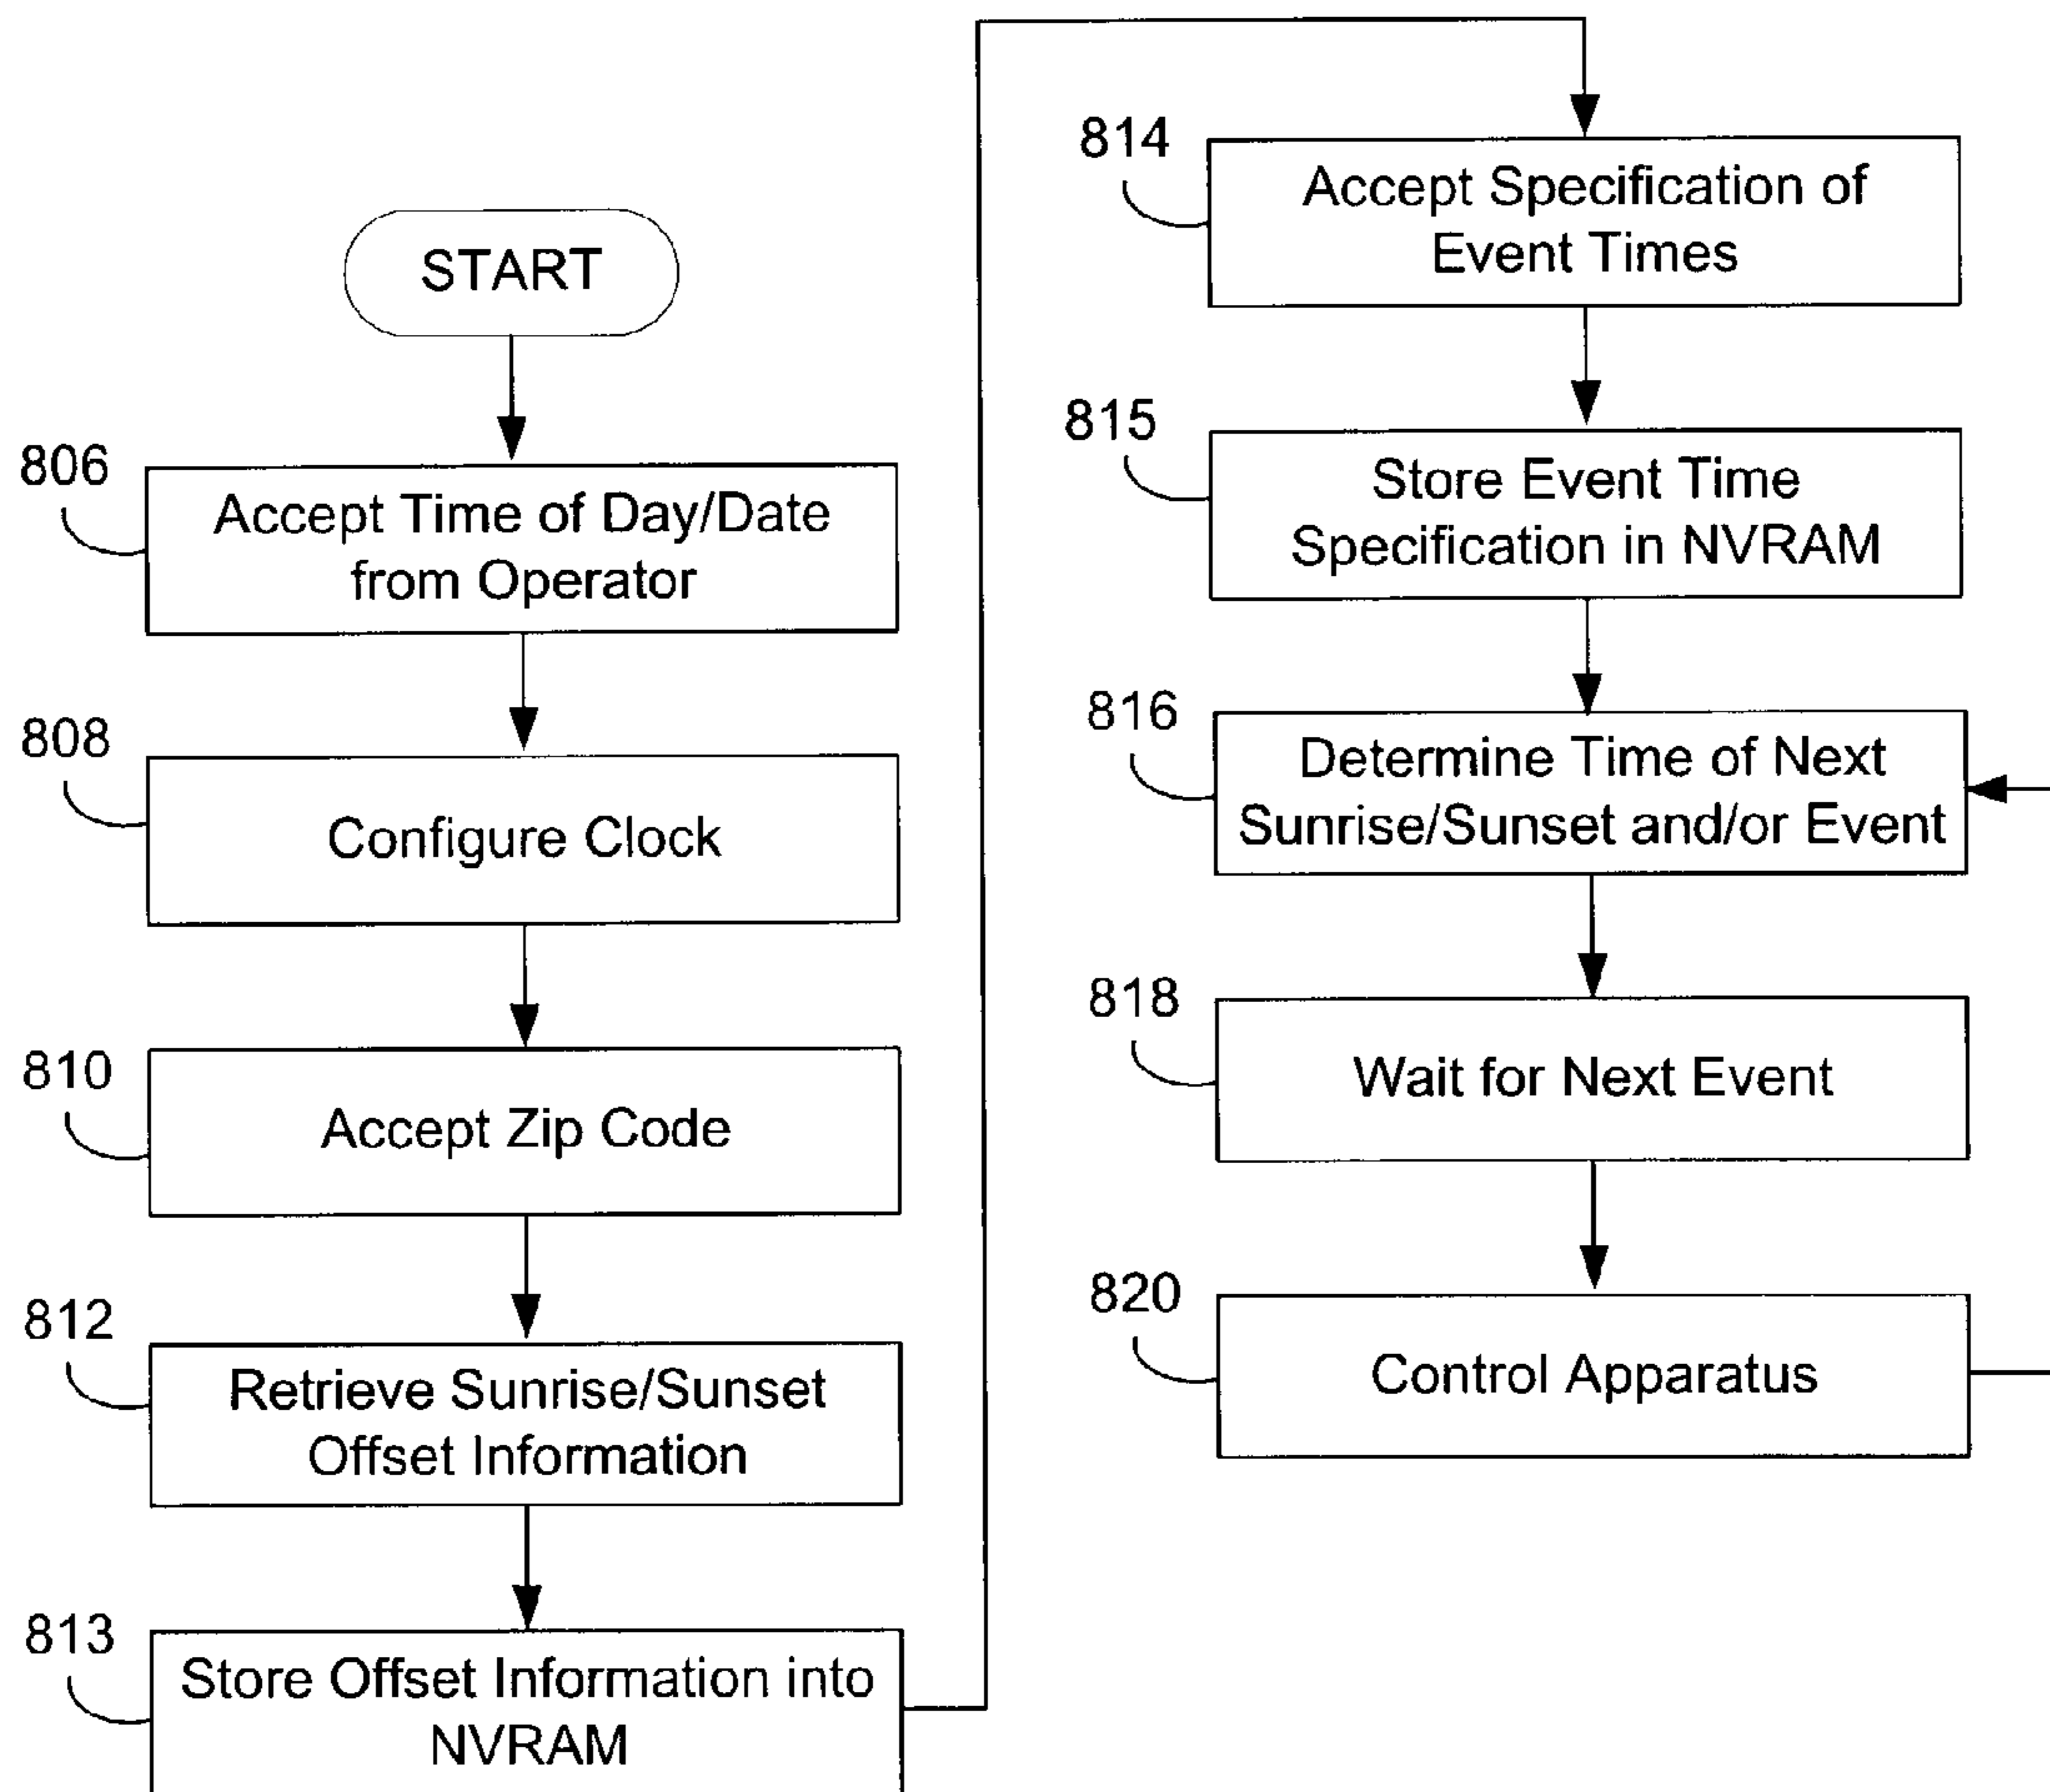 START
806
Accept Time of Day/Date
from Operator
808
Configure Clock
810
Accept Zip Code
812
Retrieve Sunrise/Sunset
Offset Information
813
Store Offset Information into
NVRAM
814
Accept Specification of
Event Times
815
Store Event Time
Specification in NVRAM
816
Determine Time of Next
Sunrise/Sunset and/or Event
818
Wait for Next Event
820
Control Apparatus